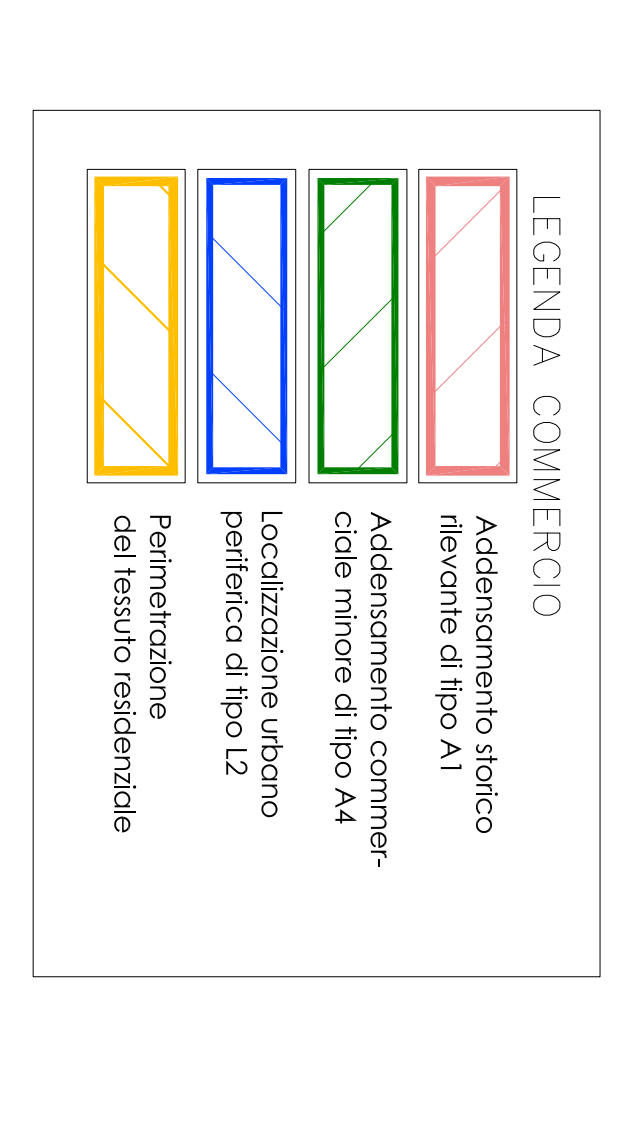 LEGENDA COMMERCIO
Addensamento storico
rilevante di tipo A1
Addensamento commer-
ciale minore di tipo A4
Localizzazione urbano
periferica di tipo L2
Perimetrazione
del tessuto residenziale